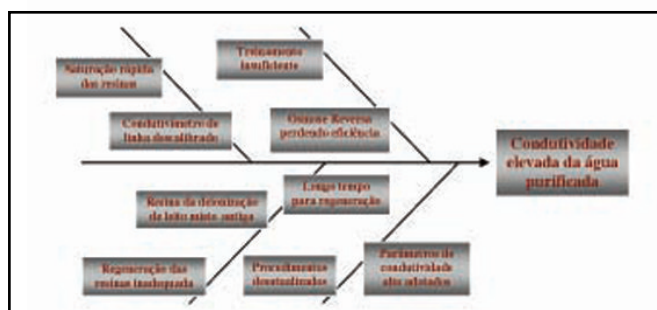 Saturação rápida
das resinas
Treinamento
insuficiente
Condutivímetro de
linha descalibrado
Osmose Reversa
perdendo eficiência
Condutividade
elevada da água
purificada
Resina da deionização
de leito misto antiga
Longo tempo
para regeneração
Regeneração das
resinas inadequada
Procedimentos
desatualizados
Parâmetros de
condutividade
alto adotados